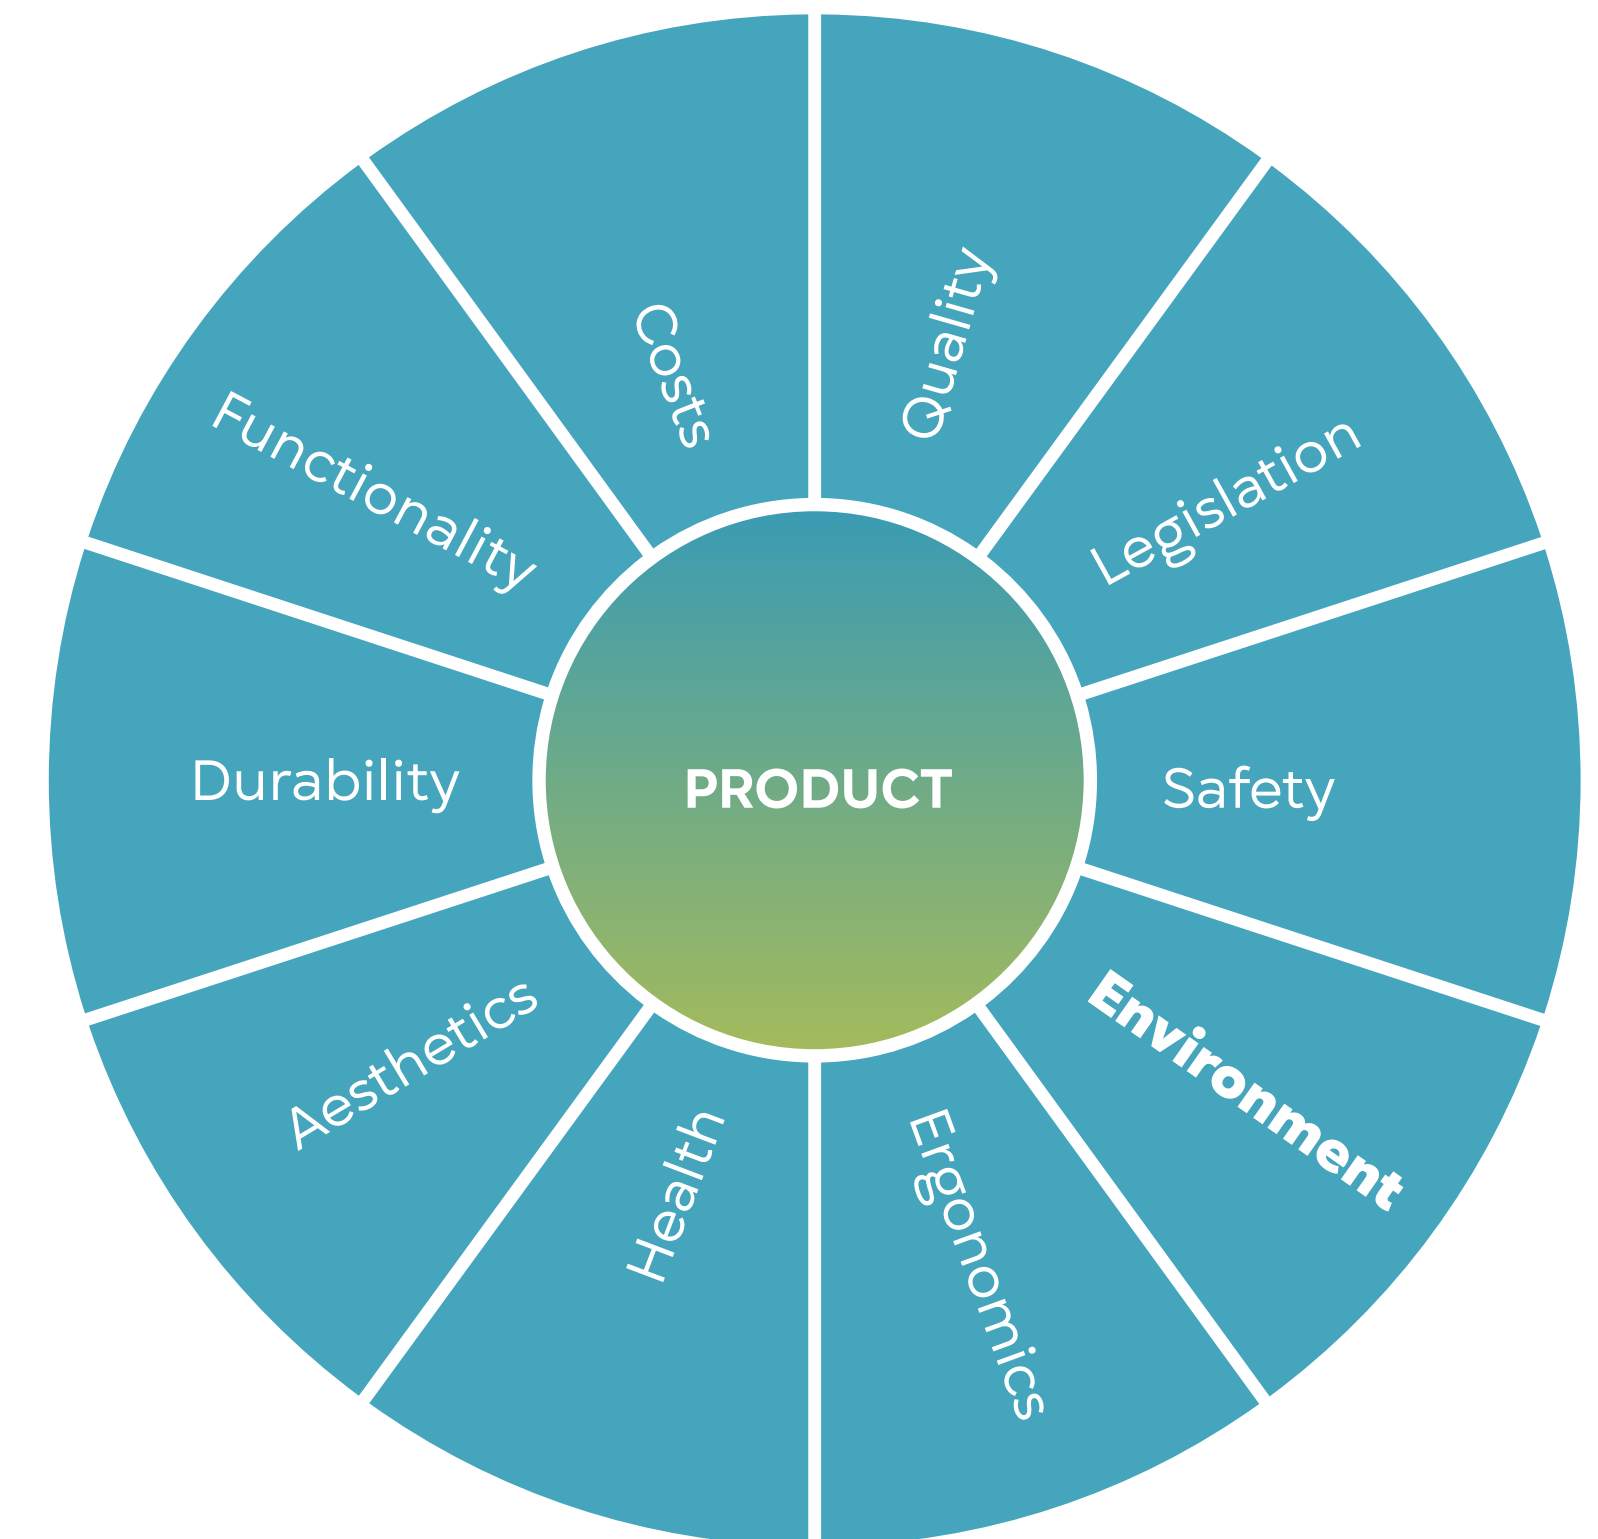 Costs
Quality
Legislation
Safety
Environment
Ergonomics
Health
Aesthetics
Durability
Functionality
PRODUCT